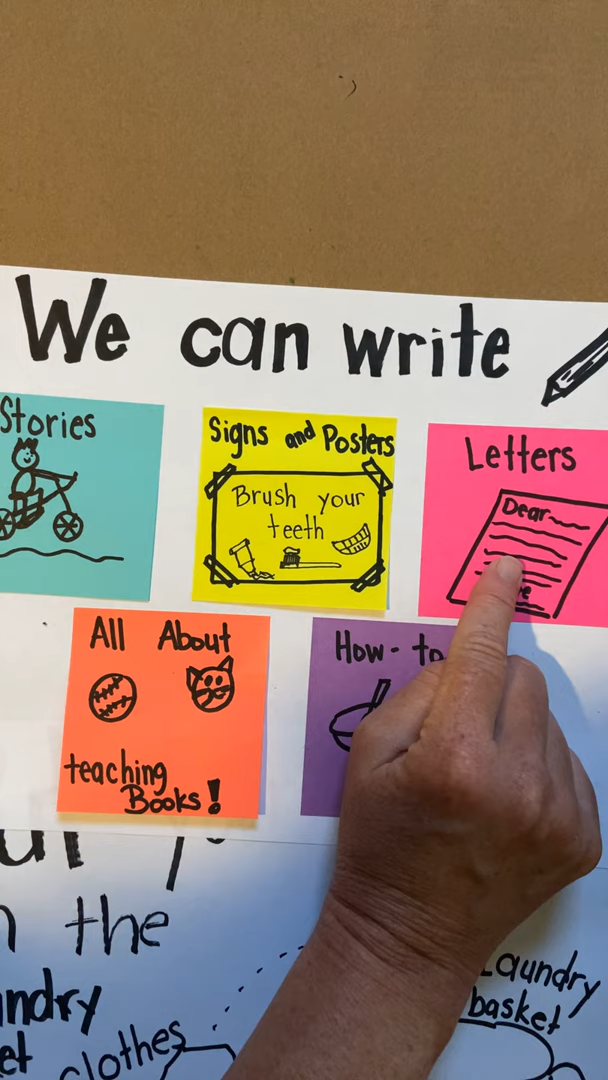 We can write
Stories
Signs and Posters
Brush your
teeth
Letters
Dear
All About
teaching
Books!
How-to
the
Laundry
basket
clothes